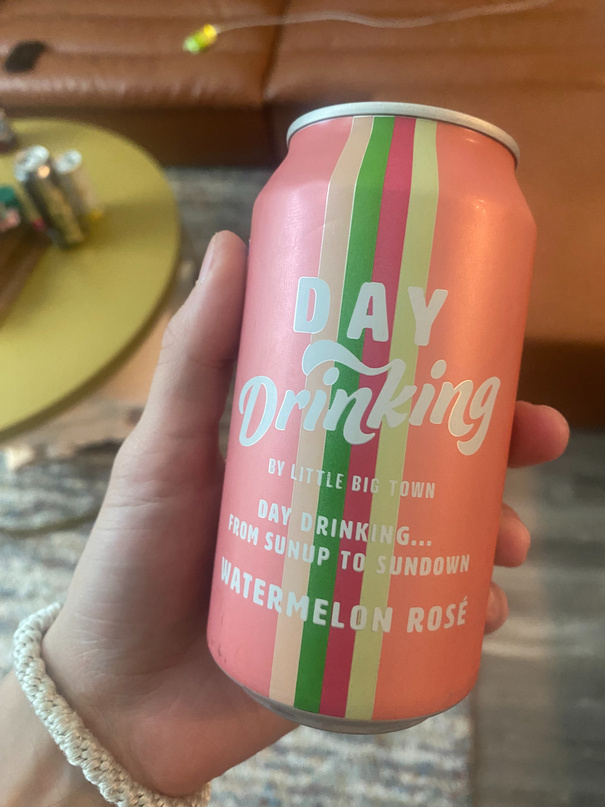 DAY
Drinking
BY LITTLE BIG TOWN
DAY DRINKING...
FROM SUNUP TO SUNDOWN
WATERMELON ROSÉ